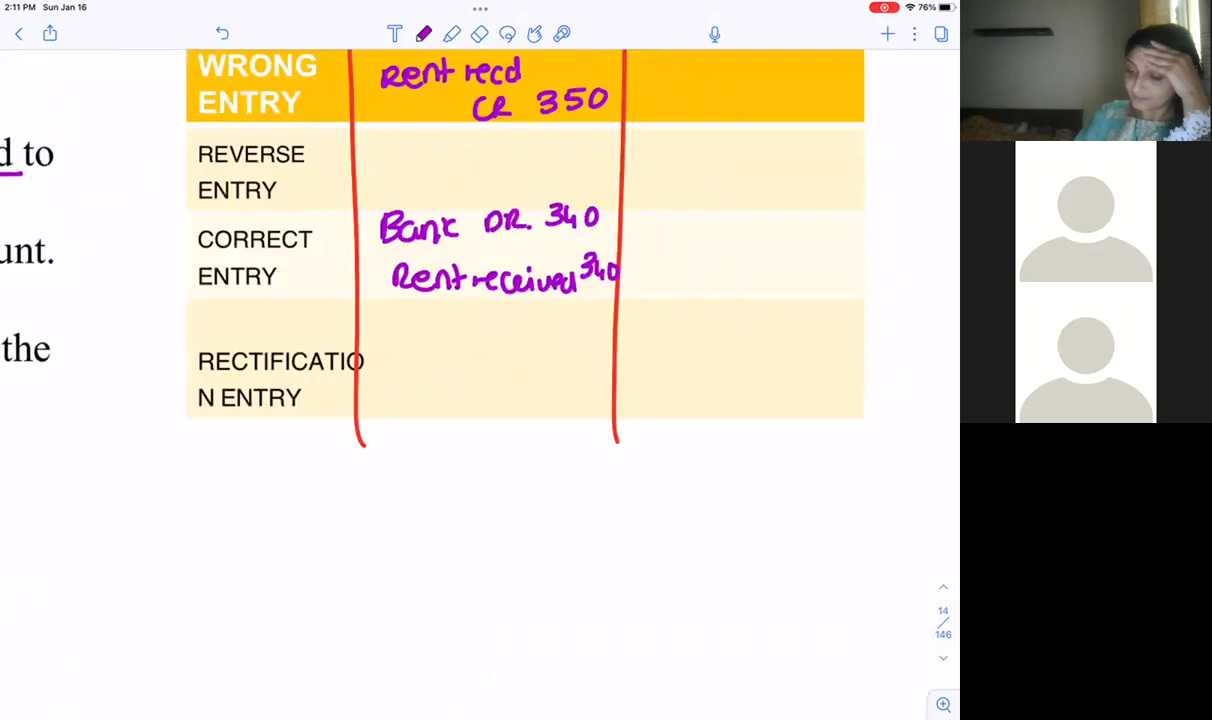 2:11 PM Sun Jan 16
76%
T
WRONG
ENTRY
Rent recd
CR 350
d to
REVERSE
ENTRY
unt.
CORRECT
ENTRY
Bank DR. 340
Rent received 340
the
RECTIFICATIO
N ENTRY
14
146